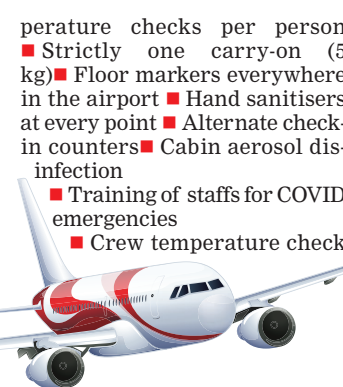 perature checks per person
■ Strictly one carry-on (5
kg)■ Floor markers everywhere
in the airport ■ Hand sanitisers
at every point ■ Alternate check-
in counters■ Cabin aerosol dis-
infection
■ Training of staffs for COVID
emergencies
■ Crew temperature check